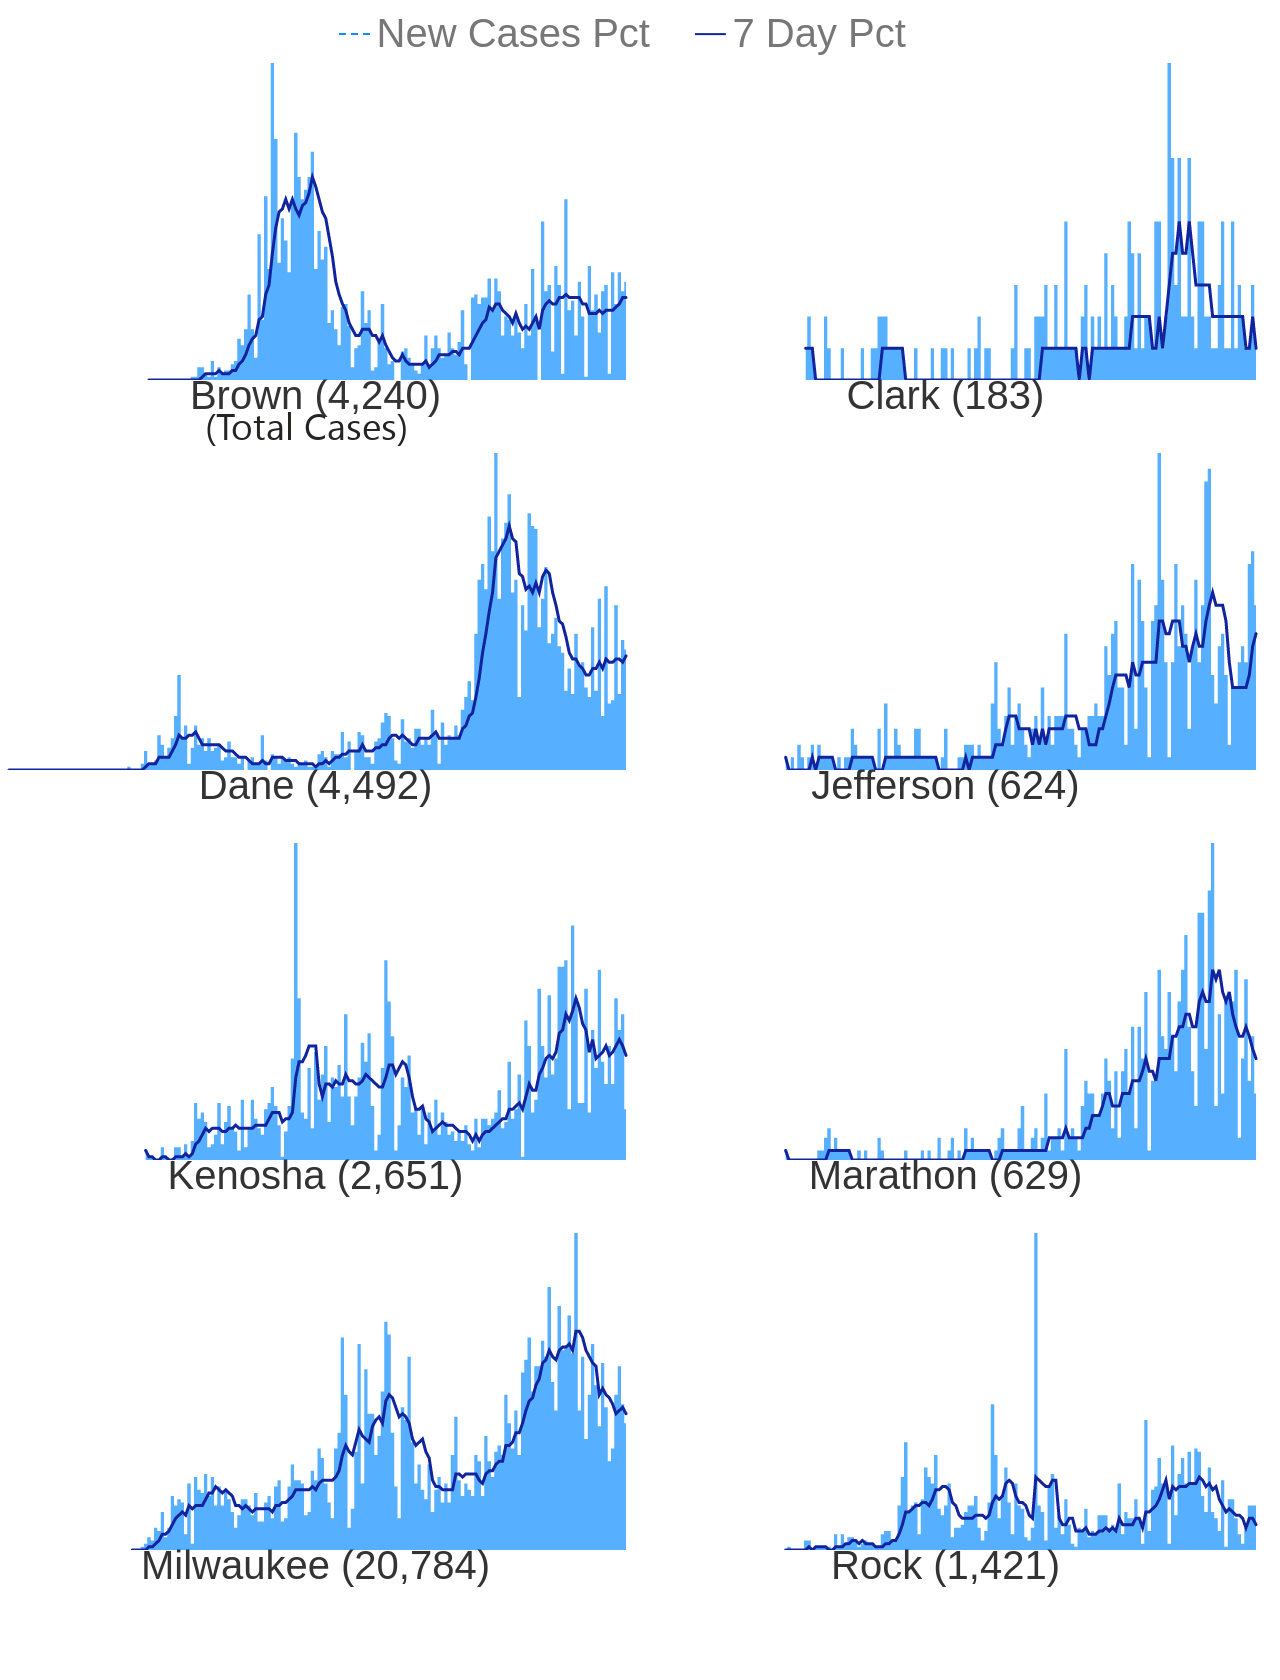 New Cases Pct 7 Day Pct
Brown (4,240) Clark (183)
(Total Cases)
Dane (4,492) Jefferson (624)
Kenosha (2,651) Marathon (629)
Milwaukee (20,784) Rock (1,421)